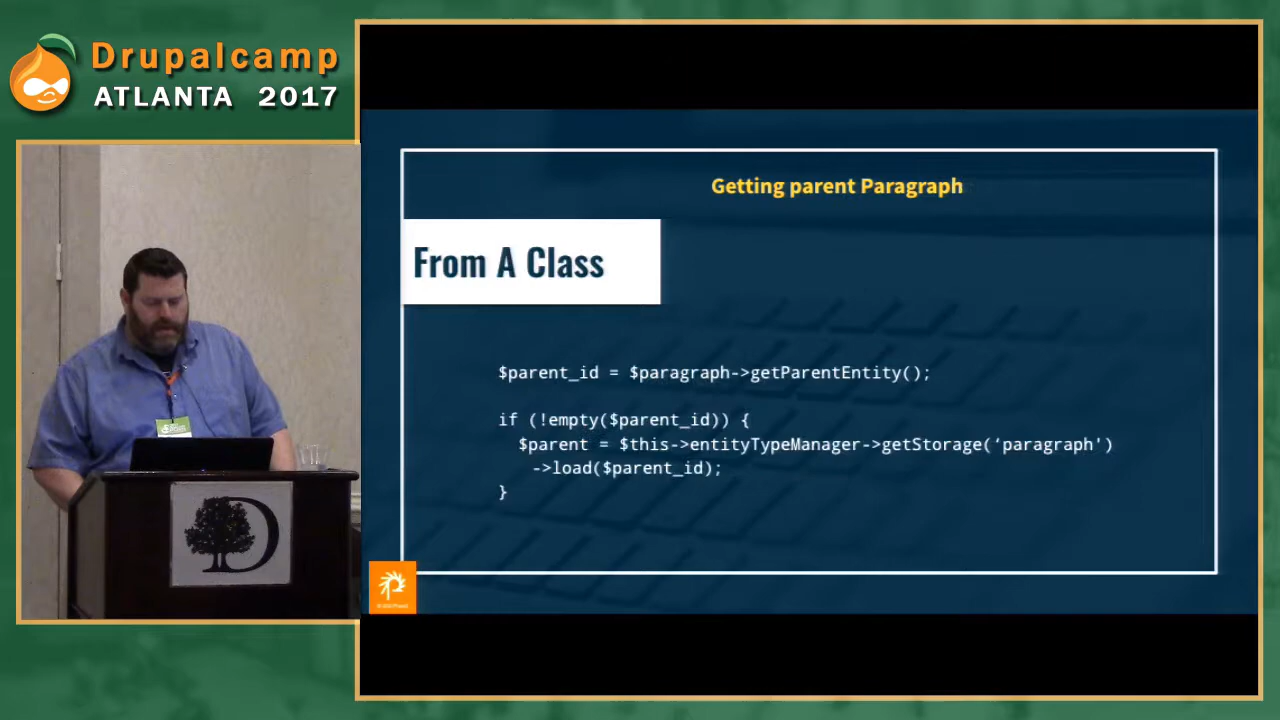 Drupalcamp
ATLANTA 2017
Getting parent Paragraph
From A Class
$parent_id = $paragraph->getParentEntity();
if (!empty($parent_id)) {
$parent = $this->entityTypeManager->getStorage(‘paragraph')
->load($parent_id);
}
D